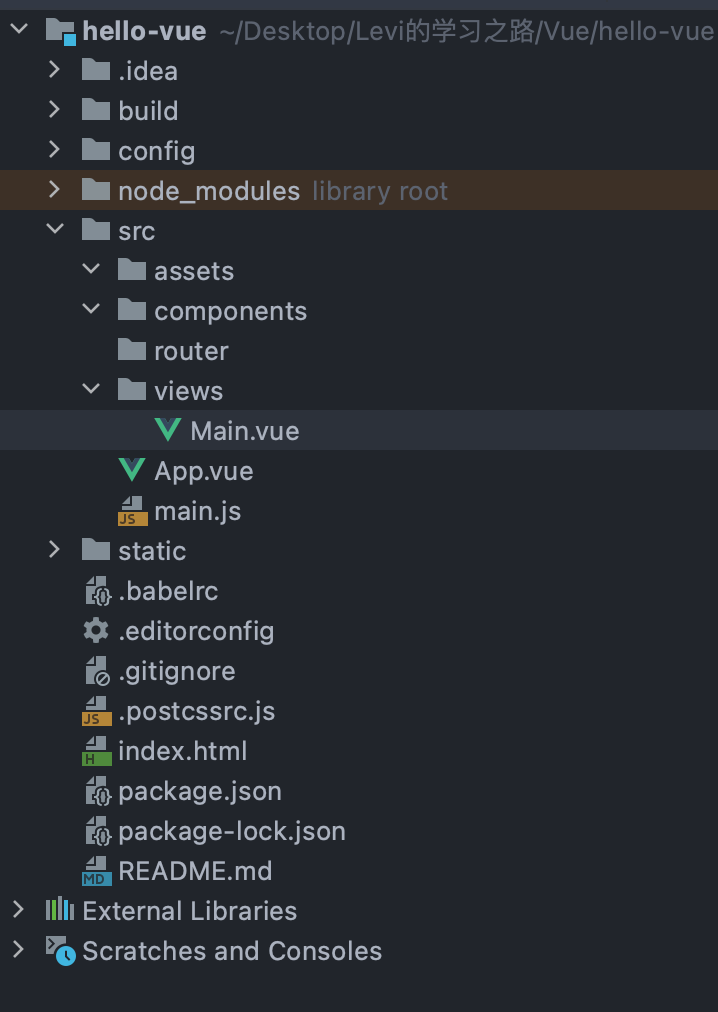 hello-vue ~/Desktop/Levi的学习之路/Vue/hello-vue
.idea
build
config
node_modules library root
src
assets
components
router
views
Main.vue
App.vue
JS main.js
static
.babelrc
.editorconfig
.gitignore
JS .postcssrc.js
H index.html
package.json
package-lock.json
MD README.md
External Libraries
Scratches and Consoles